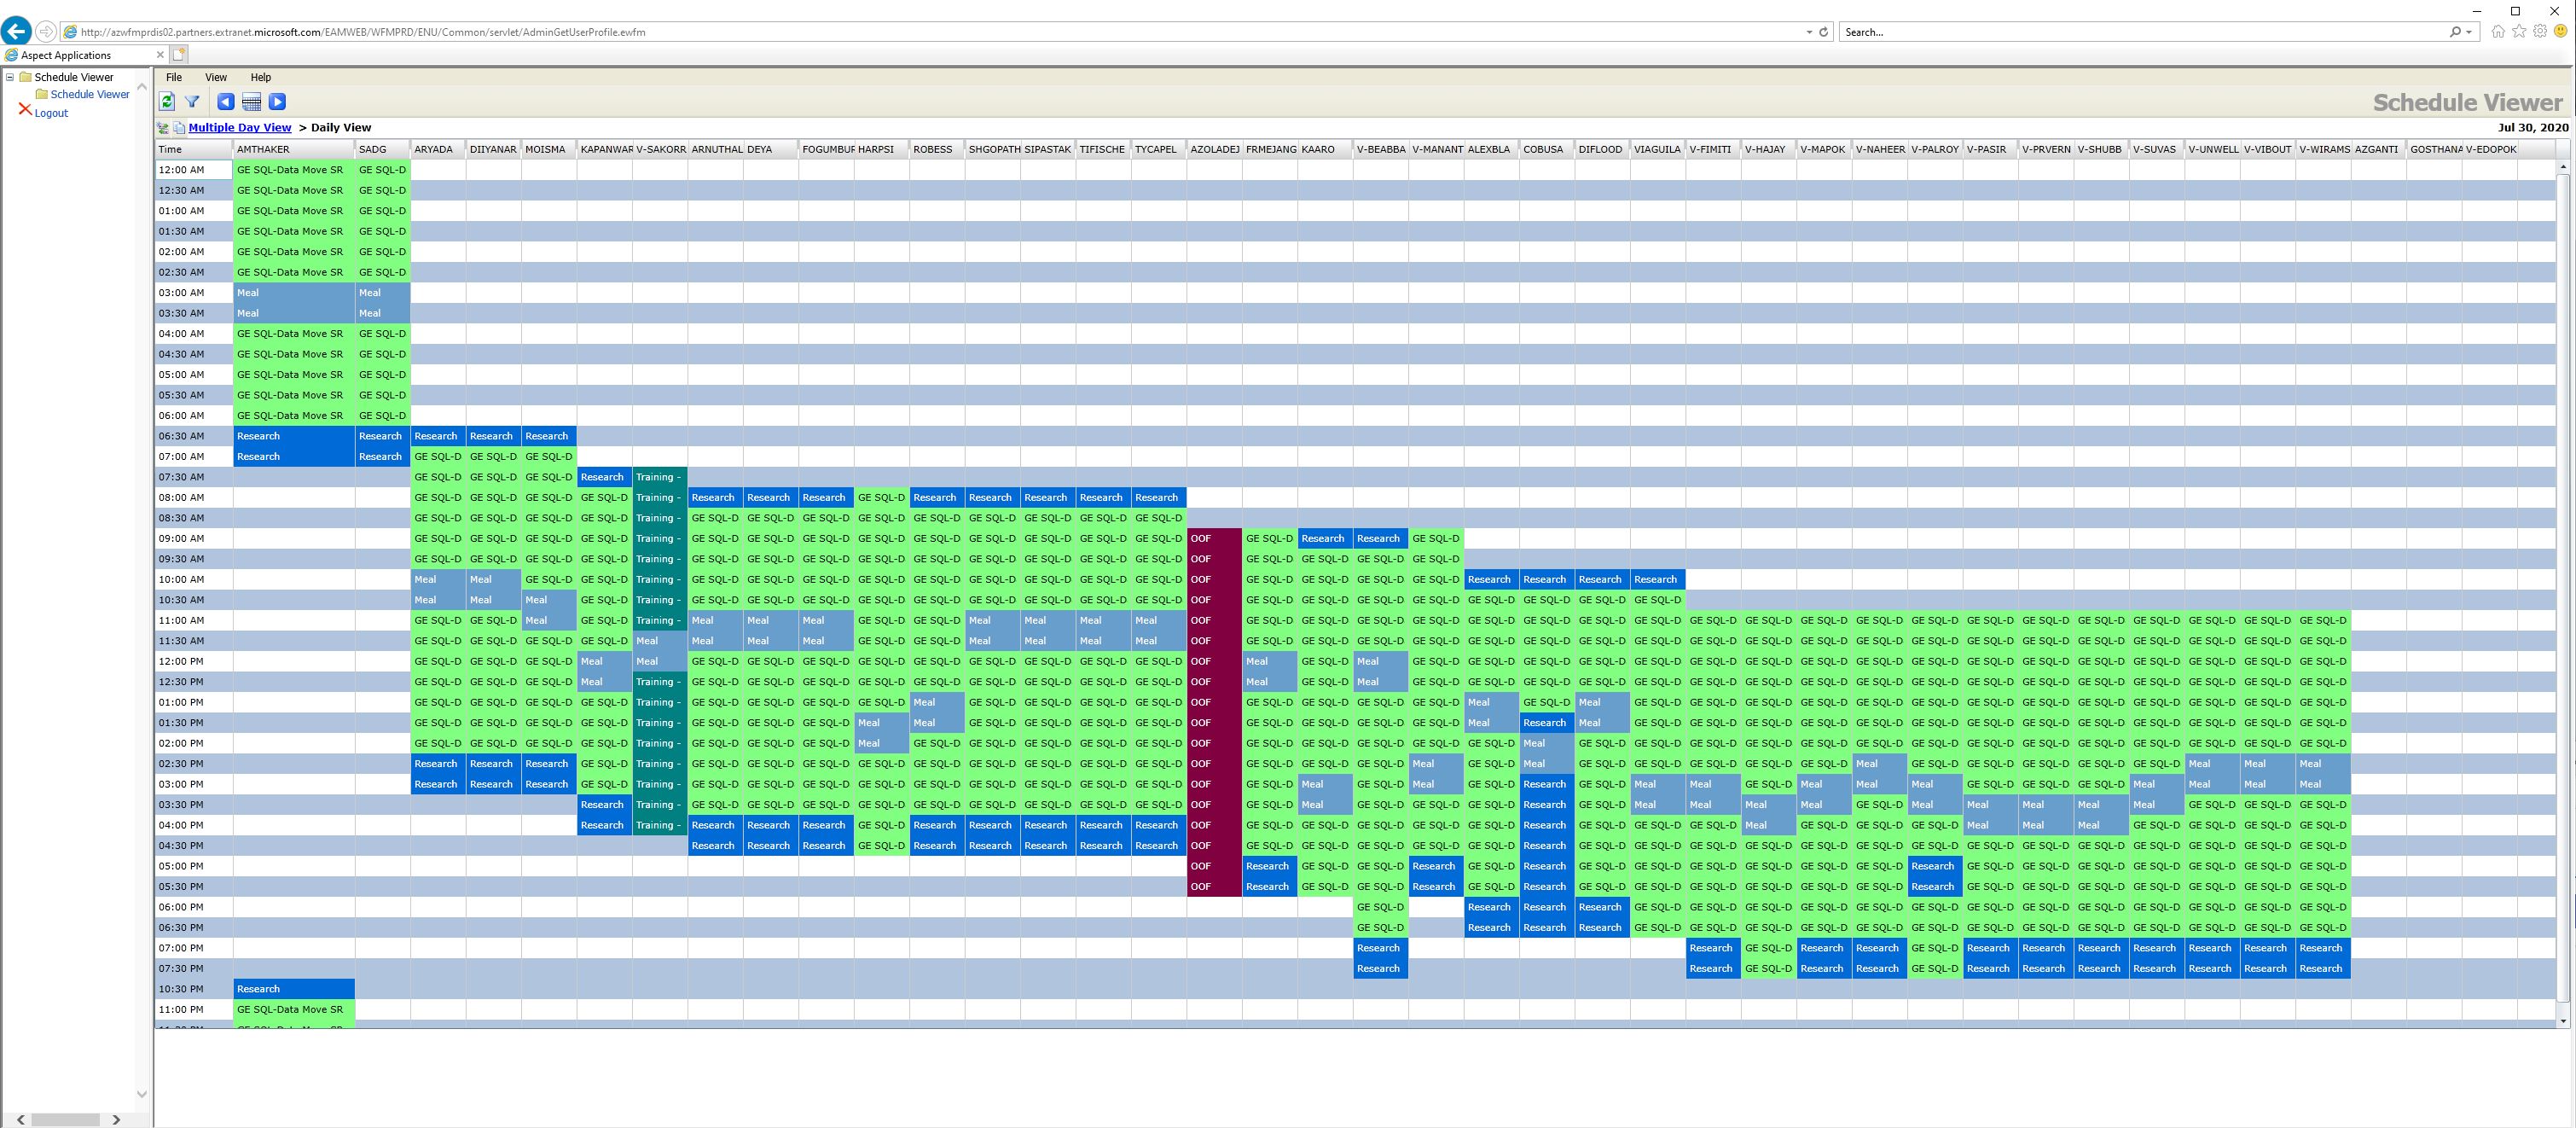 http://azwfmprdis02.partners.extranet.microsoft.com/EAMWEB/WFMPRD/ENU/Common/servlet/AdminGetUserProfile.ewfm Search...
Aspect Applications
Schedule Viewer
Schedule Viewer
Logout
File View Help
Schedule Viewer
Multiple Day View > Daily View Jul 30, 2020
Time AMTHAKER SADG ARYADA DIIYANAR MOISMA KAPANWAR V-SAKORR ARNUTHAL DEYA FOGUMBUR HARPSI ROBESS SHGOPATH SIPASTAK TIFISCHE TYCAPEL AZOLADEJ FRMEJANG KAARO V-BEABBA V-MANANT ALEXBLA COBUSA DIFLOOD VIAGUILA V-FIMITI V-HAJAY V-MAPOK V-NAHEER V-PALROY V-PASIR V-PRVERN V-SHUBB V-SUVAS V-UNWELL V-VIBOUT V-WIRAMS AZGANTI GOSTHANA V-EDOPOK
12:00 AM GE SQL-Data Move SR GE SQL-D
12:30 AM GE SQL-Data Move SR GE SQL-D
01:00 AM GE SQL-Data Move SR GE SQL-D
01:30 AM GE SQL-Data Move SR GE SQL-D
02:00 AM GE SQL-Data Move SR GE SQL-D
02:30 AM GE SQL-Data Move SR GE SQL-D
03:00 AM Meal Meal
03:30 AM Meal Meal
04:00 AM GE SQL-Data Move SR GE SQL-D
04:30 AM GE SQL-Data Move SR GE SQL-D
05:00 AM GE SQL-Data Move SR GE SQL-D
05:30 AM GE SQL-Data Move SR GE SQL-D
06:00 AM GE SQL-Data Move SR GE SQL-D
06:30 AM Research Research Research Research Research
07:00 AM Research Research GE SQL-D GE SQL-D GE SQL-D
07:30 AM GE SQL-D GE SQL-D GE SQL-D Research Training -
08:00 AM GE SQL-D GE SQL-D GE SQL-D GE SQL-D Training - Research Research Research GE SQL-D Research Research Research Research Research
08:30 AM GE SQL-D GE SQL-D GE SQL-D GE SQL-D Training - GE SQL-D GE SQL-D GE SQL-D GE SQL-D GE SQL-D GE SQL-D GE SQL-D GE SQL-D GE SQL-D
09:00 AM GE SQL-D GE SQL-D GE SQL-D GE SQL-D Training - GE SQL-D GE SQL-D GE SQL-D GE SQL-D GE SQL-D GE SQL-D GE SQL-D GE SQL-D GE SQL-D OOF GE SQL-D Research Research GE SQL-D
09:30 AM GE SQL-D GE SQL-D GE SQL-D GE SQL-D Training - GE SQL-D GE SQL-D GE SQL-D GE SQL-D GE SQL-D GE SQL-D GE SQL-D GE SQL-D GE SQL-D OOF GE SQL-D GE SQL-D GE SQL-D GE SQL-D
10:00 AM Meal Meal GE SQL-D GE SQL-D Training - GE SQL-D GE SQL-D GE SQL-D GE SQL-D GE SQL-D GE SQL-D GE SQL-D GE SQL-D GE SQL-D OOF GE SQL-D GE SQL-D GE SQL-D GE SQL-D Research Research Research Research
10:30 AM Meal Meal Meal GE SQL-D Training - GE SQL-D GE SQL-D GE SQL-D GE SQL-D GE SQL-D GE SQL-D GE SQL-D GE SQL-D GE SQL-D OOF GE SQL-D GE SQL-D GE SQL-D GE SQL-D GE SQL-D GE SQL-D GE SQL-D GE SQL-D
11:00 AM GE SQL-D GE SQL-D Meal GE SQL-D Training - Meal Meal Meal GE SQL-D GE SQL-D Meal Meal Meal Meal OOF GE SQL-D GE SQL-D GE SQL-D GE SQL-D GE SQL-D GE SQL-D GE SQL-D GE SQL-D GE SQL-D GE SQL-D GE SQL-D GE SQL-D GE SQL-D GE SQL-D GE SQL-D GE SQL-D GE SQL-D GE SQL-D GE SQL-D GE SQL-D
11:30 AM GE SQL-D GE SQL-D GE SQL-D GE SQL-D Meal Meal Meal Meal GE SQL-D GE SQL-D Meal Meal Meal Meal OOF GE SQL-D GE SQL-D GE SQL-D GE SQL-D GE SQL-D GE SQL-D GE SQL-D GE SQL-D GE SQL-D GE SQL-D GE SQL-D GE SQL-D GE SQL-D GE SQL-D GE SQL-D GE SQL-D GE SQL-D GE SQL-D GE SQL-D GE SQL-D
12:00 PM GE SQL-D GE SQL-D GE SQL-D Meal Meal GE SQL-D GE SQL-D GE SQL-D GE SQL-D GE SQL-D GE SQL-D GE SQL-D GE SQL-D GE SQL-D OOF Meal GE SQL-D Meal GE SQL-D GE SQL-D GE SQL-D GE SQL-D GE SQL-D GE SQL-D GE SQL-D GE SQL-D GE SQL-D GE SQL-D GE SQL-D GE SQL-D GE SQL-D GE SQL-D GE SQL-D GE SQL-D GE SQL-D
12:30 PM GE SQL-D GE SQL-D GE SQL-D Meal Training - GE SQL-D GE SQL-D GE SQL-D GE SQL-D GE SQL-D GE SQL-D GE SQL-D GE SQL-D GE SQL-D OOF Meal GE SQL-D Meal GE SQL-D GE SQL-D GE SQL-D GE SQL-D GE SQL-D GE SQL-D GE SQL-D GE SQL-D GE SQL-D GE SQL-D GE SQL-D GE SQL-D GE SQL-D GE SQL-D GE SQL-D GE SQL-D GE SQL-D
01:00 PM GE SQL-D GE SQL-D GE SQL-D GE SQL-D Training - GE SQL-D GE SQL-D GE SQL-D GE SQL-D Meal GE SQL-D GE SQL-D GE SQL-D GE SQL-D OOF GE SQL-D GE SQL-D GE SQL-D GE SQL-D Meal GE SQL-D Meal GE SQL-D GE SQL-D GE SQL-D GE SQL-D GE SQL-D GE SQL-D GE SQL-D GE SQL-D GE SQL-D GE SQL-D GE SQL-D GE SQL-D GE SQL-D
01:30 PM GE SQL-D GE SQL-D GE SQL-D GE SQL-D Training - GE SQL-D GE SQL-D GE SQL-D Meal Meal GE SQL-D GE SQL-D GE SQL-D GE SQL-D OOF GE SQL-D GE SQL-D GE SQL-D GE SQL-D Meal Research Meal GE SQL-D GE SQL-D GE SQL-D GE SQL-D GE SQL-D GE SQL-D GE SQL-D GE SQL-D GE SQL-D GE SQL-D GE SQL-D GE SQL-D GE SQL-D
02:00 PM GE SQL-D GE SQL-D GE SQL-D GE SQL-D Training - GE SQL-D GE SQL-D GE SQL-D Meal GE SQL-D GE SQL-D GE SQL-D GE SQL-D GE SQL-D OOF GE SQL-D GE SQL-D GE SQL-D GE SQL-D GE SQL-D Meal GE SQL-D GE SQL-D GE SQL-D GE SQL-D GE SQL-D GE SQL-D GE SQL-D GE SQL-D GE SQL-D GE SQL-D GE SQL-D GE SQL-D GE SQL-D GE SQL-D
02:30 PM Research Research Research GE SQL-D Training - GE SQL-D GE SQL-D GE SQL-D GE SQL-D GE SQL-D GE SQL-D GE SQL-D GE SQL-D GE SQL-D OOF GE SQL-D GE SQL-D GE SQL-D Meal GE SQL-D Meal GE SQL-D GE SQL-D GE SQL-D GE SQL-D GE SQL-D Meal GE SQL-D GE SQL-D GE SQL-D GE SQL-D GE SQL-D Meal Meal Meal
03:00 PM Research Research Research GE SQL-D Training - GE SQL-D GE SQL-D GE SQL-D GE SQL-D GE SQL-D GE SQL-D GE SQL-D GE SQL-D GE SQL-D OOF GE SQL-D Meal GE SQL-D Meal GE SQL-D Research GE SQL-D Meal Meal GE SQL-D Meal Meal Meal GE SQL-D GE SQL-D GE SQL-D Meal Meal Meal Meal
03:30 PM Research Training - GE SQL-D GE SQL-D GE SQL-D GE SQL-D GE SQL-D GE SQL-D GE SQL-D GE SQL-D GE SQL-D OOF GE SQL-D Meal GE SQL-D GE SQL-D GE SQL-D Research GE SQL-D Meal Meal Meal Meal GE SQL-D Meal Meal Meal Meal Meal GE SQL-D GE SQL-D GE SQL-D
04:00 PM Research Training - Research Research Research GE SQL-D Research Research Research Research Research OOF GE SQL-D GE SQL-D GE SQL-D GE SQL-D GE SQL-D Research GE SQL-D GE SQL-D GE SQL-D Meal GE SQL-D GE SQL-D GE SQL-D Meal Meal Meal GE SQL-D GE SQL-D GE SQL-D GE SQL-D
04:30 PM Research Research Research GE SQL-D Research Research Research Research Research OOF GE SQL-D GE SQL-D GE SQL-D GE SQL-D GE SQL-D Research GE SQL-D GE SQL-D GE SQL-D GE SQL-D GE SQL-D GE SQL-D GE SQL-D GE SQL-D GE SQL-D GE SQL-D GE SQL-D GE SQL-D GE SQL-D GE SQL-D
05:00 PM OOF Research GE SQL-D GE SQL-D Research GE SQL-D Research GE SQL-D GE SQL-D GE SQL-D GE SQL-D GE SQL-D GE SQL-D Research GE SQL-D GE SQL-D GE SQL-D GE SQL-D GE SQL-D GE SQL-D GE SQL-D
05:30 PM OOF Research GE SQL-D GE SQL-D Research GE SQL-D Research GE SQL-D GE SQL-D GE SQL-D GE SQL-D GE SQL-D GE SQL-D Research GE SQL-D GE SQL-D GE SQL-D GE SQL-D GE SQL-D GE SQL-D GE SQL-D
06:00 PM GE SQL-D Research Research Research GE SQL-D GE SQL-D GE SQL-D GE SQL-D GE SQL-D GE SQL-D GE SQL-D GE SQL-D GE SQL-D GE SQL-D GE SQL-D GE SQL-D GE SQL-D
06:30 PM GE SQL-D Research Research Research GE SQL-D GE SQL-D GE SQL-D GE SQL-D GE SQL-D GE SQL-D GE SQL-D GE SQL-D GE SQL-D GE SQL-D GE SQL-D GE SQL-D GE SQL-D
07:00 PM Research Research GE SQL-D Research Research GE SQL-D Research Research Research Research Research Research Research
07:30 PM Research Research GE SQL-D Research Research GE SQL-D Research Research Research Research Research Research Research
10:30 PM Research
11:00 PM GE SQL-Data Move SR